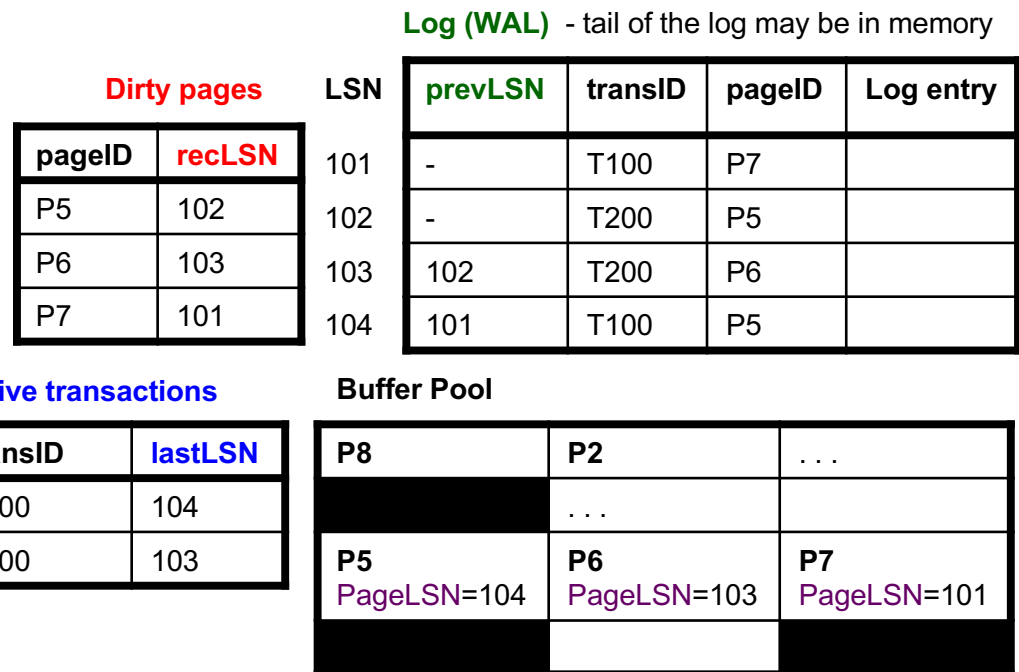 Log (WAL) - tail of the log may be in memory
Dirty pages
pageID recLSN
P5 102
P6 103
P7 101
LSN prevLSN transID pageID Log entry
101 - T100 P7
102 - T200 P5
103 102 T200 P6
104 101 T100 P5
ive transactions
ansID lastLSN
00 104
00 103
Buffer Pool
P8 P2 . . .
. . .
P5 P6 P7
PageLSN=104 PageLSN=103 PageLSN=101